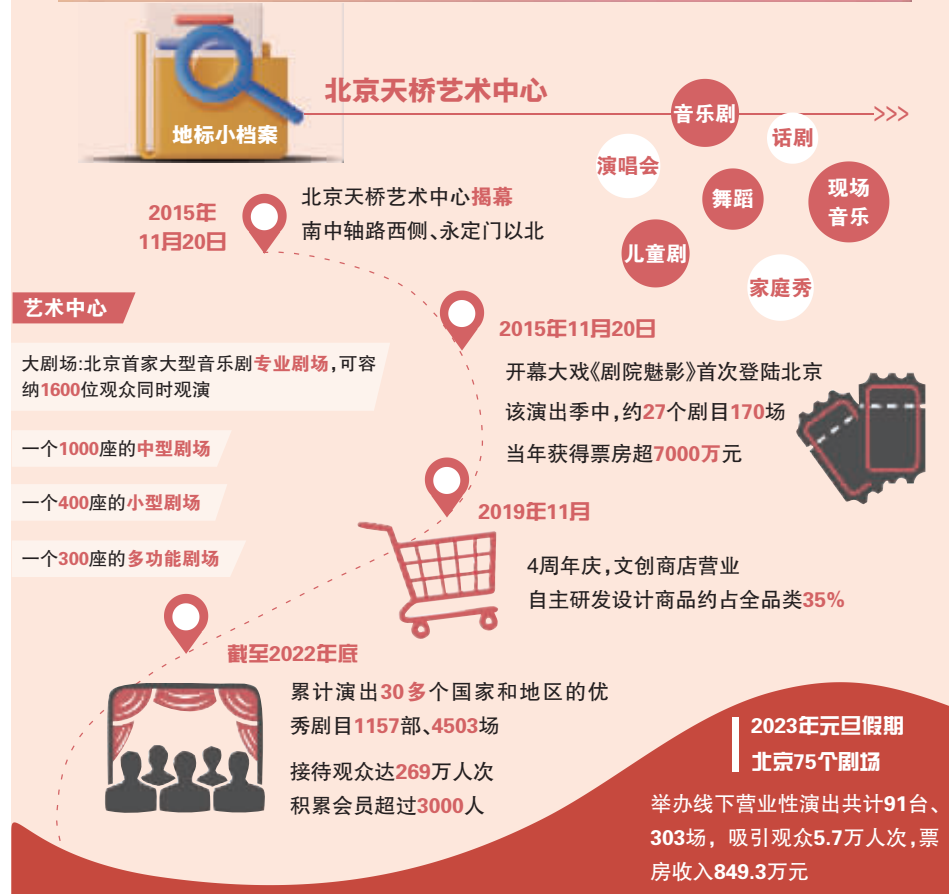 地标小档案
北京天桥艺术中心
音乐剧
话剧
演唱会
舞蹈
现场
音乐
儿童剧
家庭秀
2015年
11月20日
北京天桥艺术中心揭幕
南中轴路西侧、永定门以北
艺术中心
大剧场:北京首家大型音乐剧专业剧场,可容
纳1600位观众同时观演
一个1000座的中型剧场
一个400座的小型剧场
一个300座的多功能剧场
2015年11月20日
开幕大戏《剧院魅影》首次登陆北京
该演出季中,约27个剧目170场
当年获得票房超7000万元
2019年11月
4周年庆,文创商店营业
自主研发设计商品约占全品类35%
截至2022年底
累计演出30多个国家和地区的优
秀剧目1157部、4503场
接待观众达269万人次
积累会员超过3000人
2023年元旦假期
北京75个剧场
举办线下营业性演出共计91台、
303场，吸引观众5.7万人次,票
房收入849.3万元